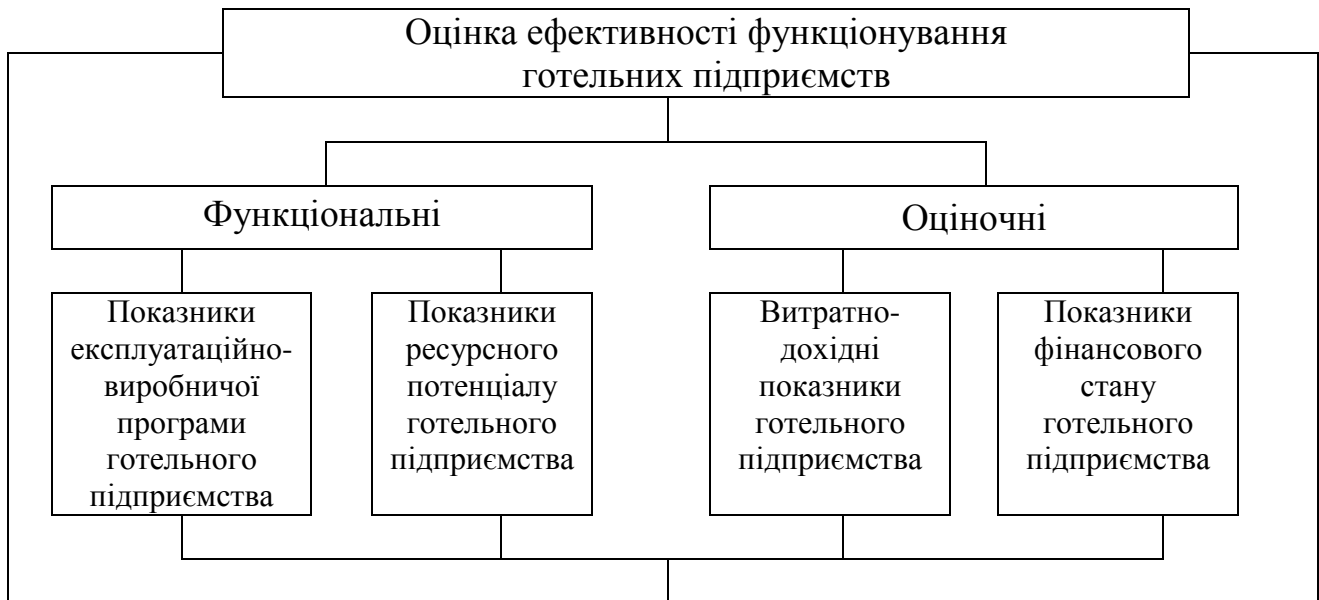 Оцінка ефективності функціонування
готельних підприємств
Функціональні
Оціночні
Показники
експлуатаційно-
виробничої
програми
готельного
підприємства
Показники
ресурсного
потенціалу
готельного
підприємства
Витратно-
дохідні
показники
готельного
підприємства
Показники
фінансового
стану
готельного
підприємства